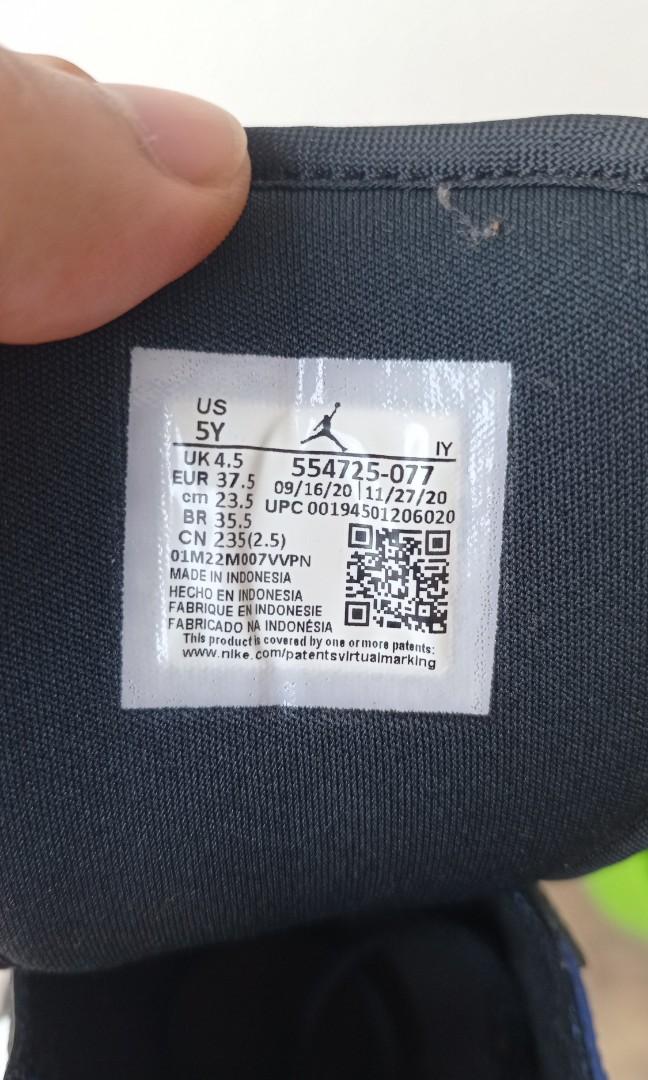 US
5Y
IY
UK 4.5
EUR 37.5
cm 23.5
BR 35.5
CN 235(2.5)
554725-077
09/16/20 | 11/27/20
UPC 00194501206020
01M22M007VVPN
MADE IN INDONESIA
HECHO EN INDONESIA
FABRIQUE EN INDONESIE
FABRICADO NA INDONÉSIA
This product is covered by one or more patents:
www.nike.com/patentsvirtualmarking